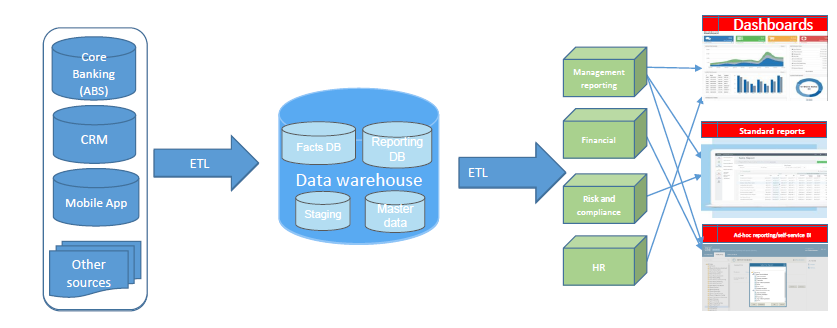 Core
Banking
(ABS)
CRM
Mobile App
Other
sources
ETL
Facts DB
Reporting
DB
Data warehouse
Staging
Master
data
ETL
Management
reporting
Financial
Risk and
compliance
HR
Dashboards
Standard reports
Ad-hoc reporting/self-service BI